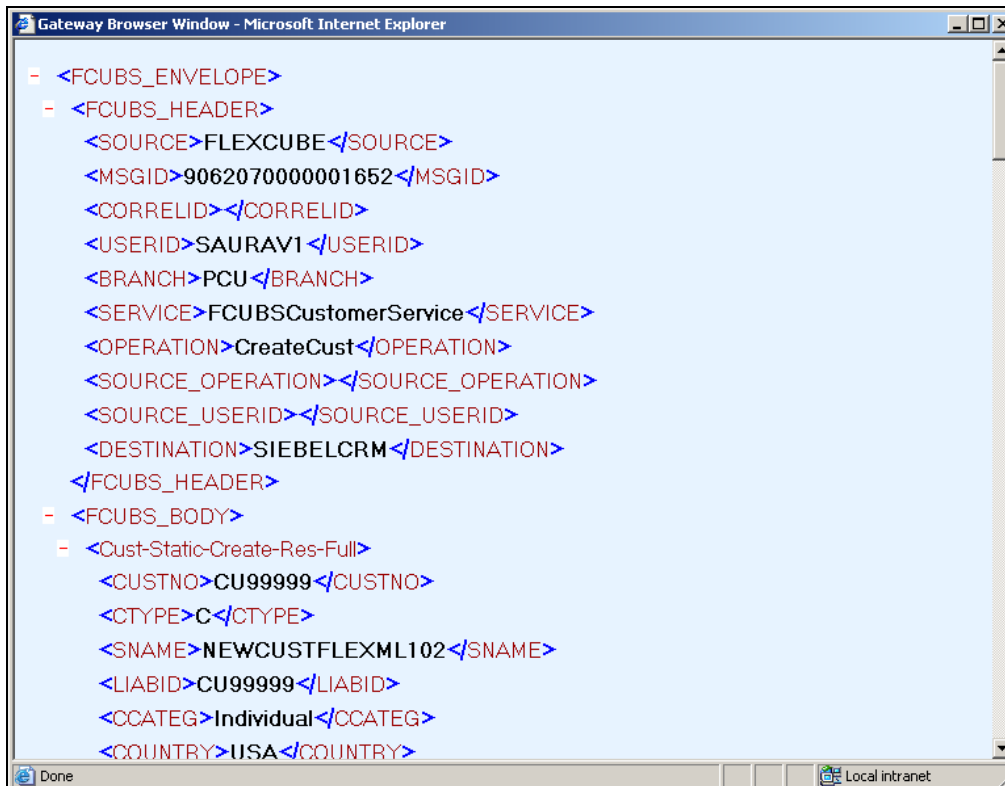 Gateway Browser Window - Microsoft Internet Explorer
- <FCUBS_ENVELOPE>
- <FCUBS_HEADER>
<SOURCE>FLEXCUBE</SOURCE>
<MSGID>9062070000001652</MSGID>
<CORRELID></CORRELID>
<USERID>SAURAV1</USERID>
<BRANCH>PCU</BRANCH>
<SERVICE>FCUBSCustomerService</SERVICE>
<OPERATION>CreateCust</OPERATION>
<SOURCE_OPERATION></SOURCE_OPERATION>
<SOURCE_USERID></SOURCE_USERID>
<DESTINATION>SIEBELCRM</DESTINATION>
</FCUBS_HEADER>
- <FCUBS_BODY>
- <Cust-Static-Create-Res-Full>
<CUSTNO>CU99999</CUSTNO>
<CTYPE>C</CTYPE>
<SNAME>NEWCUSTFLEXML102</SNAME>
<LIABID>CU99999</LIABID>
<CCATEG>Individual</CCATEG>
<COUNTRY>USA</COUNTRY>
Done Local intranet